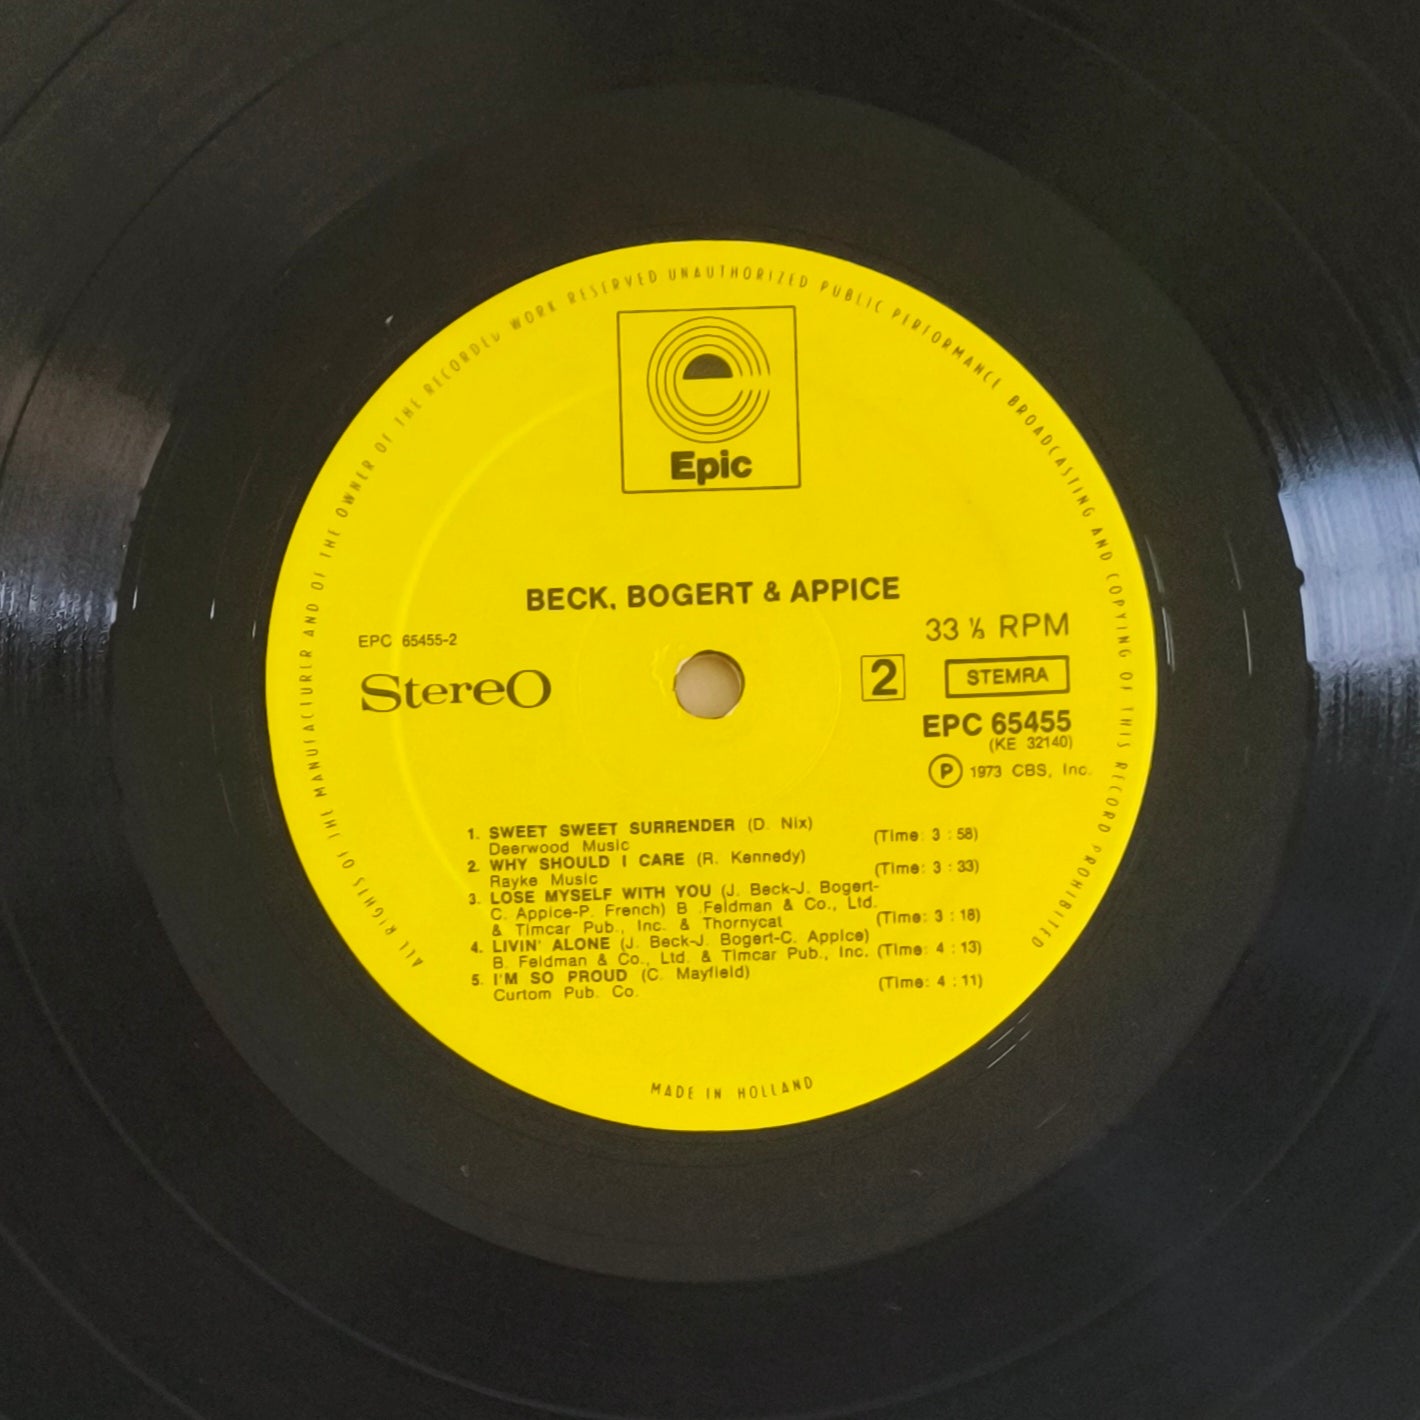 ALL RIGHTS OF THE MANUFACTURER AND OF THE OWNER OF THE RECORDED WORK RESERVED UNAUTHORIZED PUBLIC PERFORMANCE BROADCASTING AND COPYING OF THIS RECORD PROHIBITED
e
Epic
BECK, BOGERT & APPICE
EPC 65455-2
Stereo
33 ⅓ RPM
2
STEMRA
EPC 65455
(KE 32140)
Ⓟ 1973 CBS, Inc.
1. SWEET SWEET SURRENDER (D. Nix)
Deerwood Music (Time: 3 : 58)
2. WHY SHOULD I CARE (R. Kennedy)
Rayke Music (Time: 3 : 33)
3. LOSE MYSELF WITH YOU (J. Beck-J. Bogert-
C. Appice-P. French) B .Feldman & Co., Ltd.
& Timcar Pub., Inc. & Thornycat (Time: 3 : 18)
4. LIVIN' ALONE (J. Beck-J. Bogert-C. Appice)
B. Feldman & Co., Ltd. & Timcar Pub., Inc. (Time: 4 : 13)
5. I'M SO PROUD (C. Mayfield)
Curtom Pub. Co. (Time: 4 : 11)
MADE IN HOLLAND